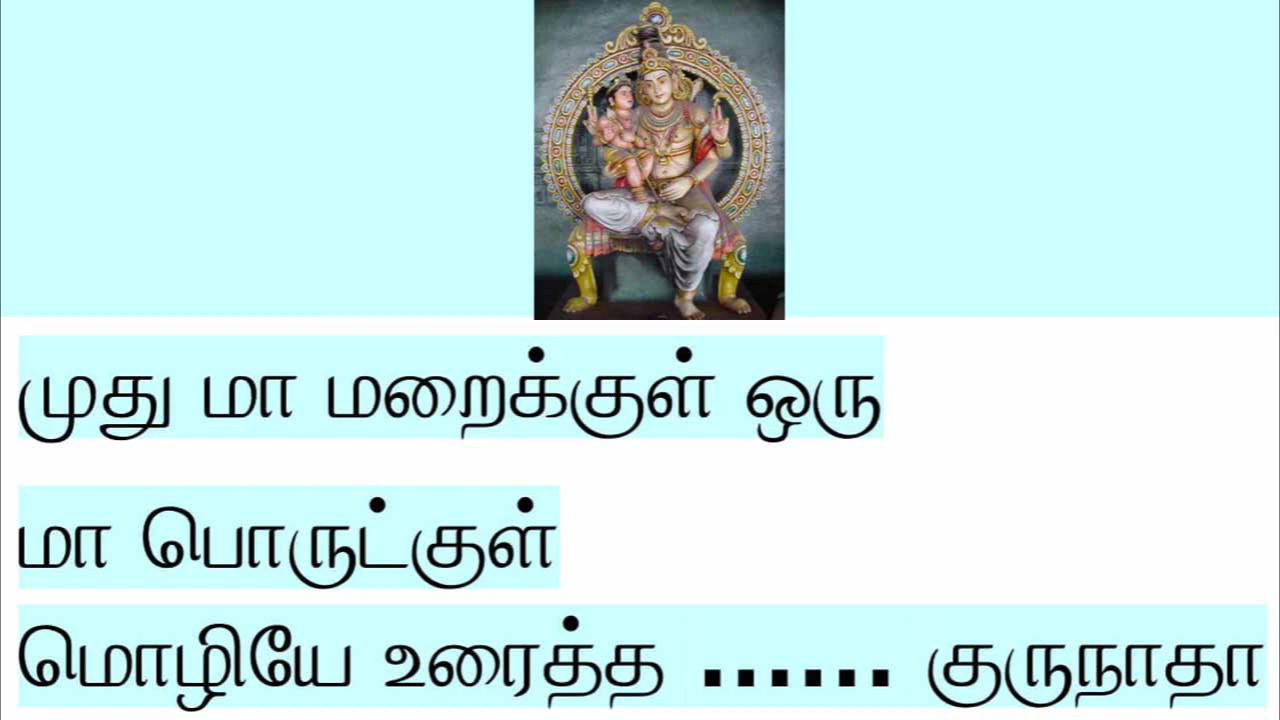 முது மா மறைக்குள் ஒரு
மா பொருட்குள்
மொழியே உரைத்த ...... குருநாதா